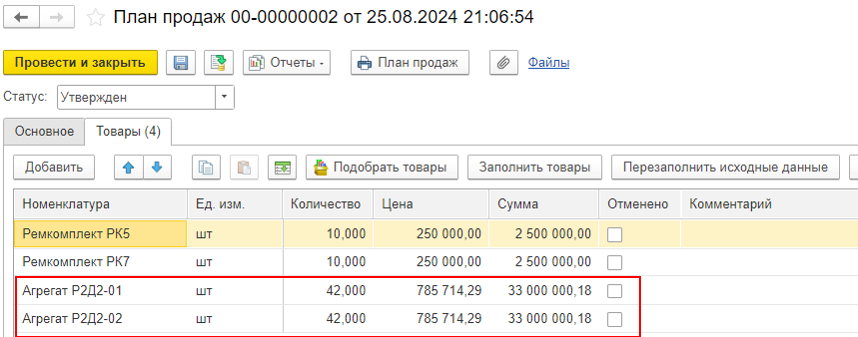 План продаж 00-00000002 от 25.08.2024 21:06:54
Провести и закрыть Отчеты План продаж Файлы
Статус: Утвержден
Основное Товары (4)
Добавить Подобрать товары Заполнить товары Перезаполнить исходные данные
Номенклатура Ед. изм. Количество Цена Сумма Отменено Комментарий
Ремкомплект РК5 шт 10,000 250 000,00 2 500 000,00
Ремкомплект РК7 шт 10,000 250 000,00 2 500 000,00
Агрегат Р2Д2-01 шт 42,000 785 714,29 33 000 000,18
Агрегат Р2Д2-02 шт 42,000 785 714,29 33 000 000,18